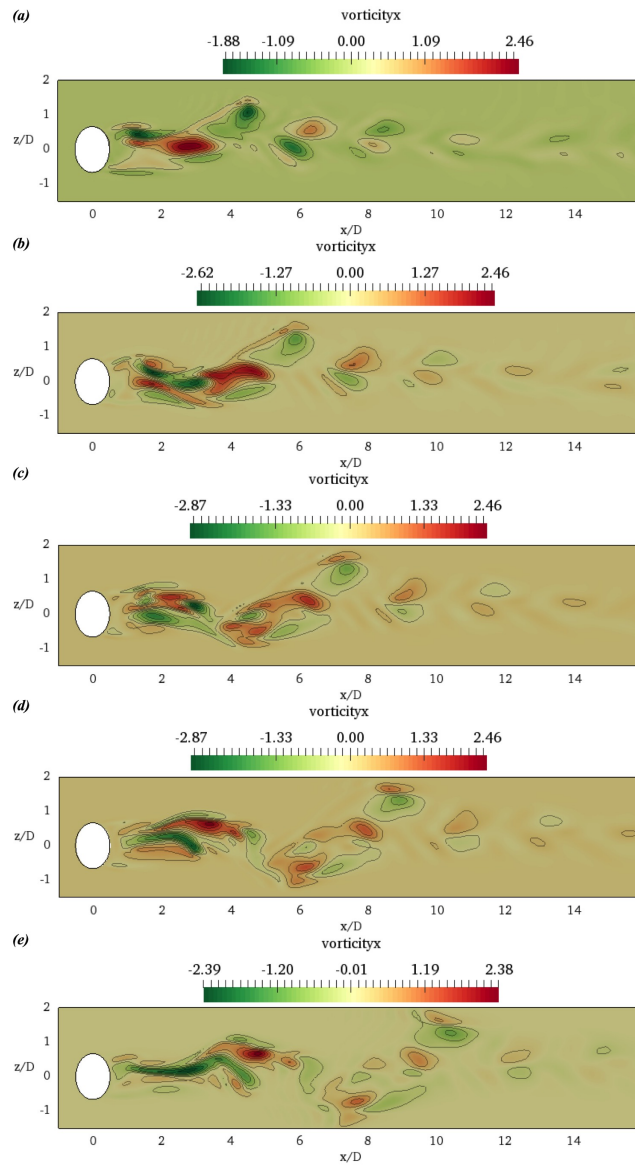 (a)
vorticityx
-1.88 -1.09 0.00 1.09 2.46
2
1
z/D
0
-1
0 2 4 6 8 10 12 14
x/D
(b)
vorticityx
-2.62 -1.27 0.00 1.27 2.46
2
1
z/D
0
-1
0 2 4 6 8 10 12 14
x/D
(c)
vorticityx
-2.87 -1.33 0.00 1.33 2.46
2
1
z/D
0
-1
0 2 4 6 8 10 12 14
x/D
(d)
vorticityx
-2.87 -1.33 0.00 1.33 2.46
2
1
z/D
0
-1
0 2 4 6 8 10 12 14
x/D
(e)
vorticityx
-2.39 -1.20 -0.01 1.19 2.38
2
1
z/D
0
-1
0 2 4 6 8 10 12 14
x/D